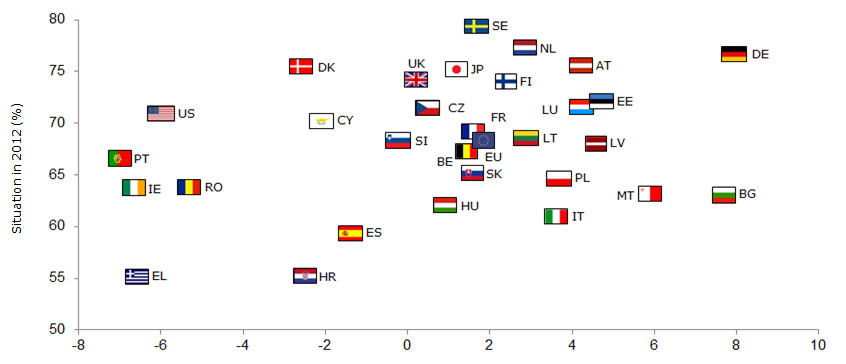 80
SE
NL
DE
75
DK
UK
JP
AT
FI
EE
LU
US
CZ
70
CY
FR
SI
LT
LV
EU
BE
PT
65
SK
PL
IE
RO
MT
BG
HU
IT
60
ES
55
EL
HR
50
-8
-6
-4
-2
0
2
4
6
8
10
Situation in 2012 (%)